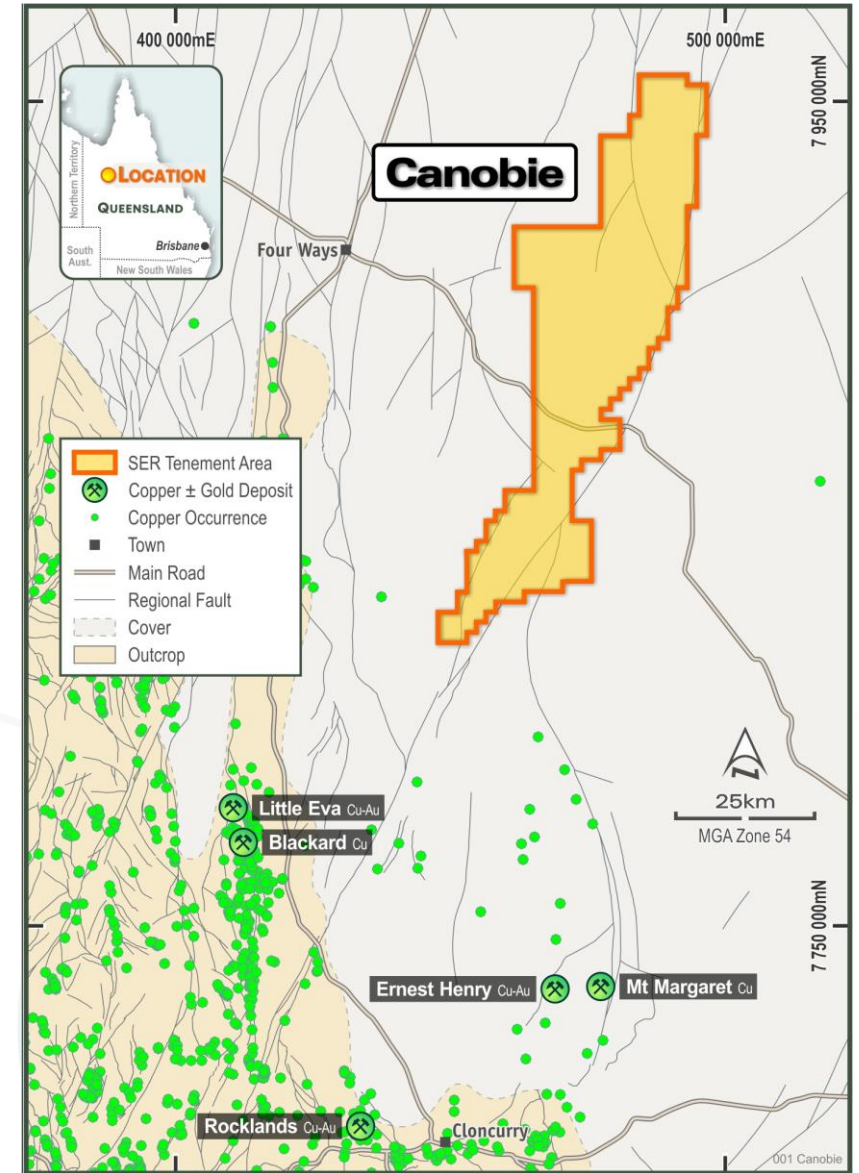 400 000mE
500 000mE
7 950 000mN
Northern Territory
LOCATION
QUEENSLAND
Brisbane
South
Aust.
New South Wales
Canobie
Four Ways
SER Tenement Area
Copper ± Gold Deposit
Copper Occurrence
Town
Main Road
Regional Fault
Cover
Outcrop
N
25km
MGA Zone 54
Little Eva Cu-Au
Blackard Cu
7 750 000mN
Ernest Henry Cu-Au
Mt Margaret Cu
Rocklands Cu-Au
Cloncurry
001 Canobie